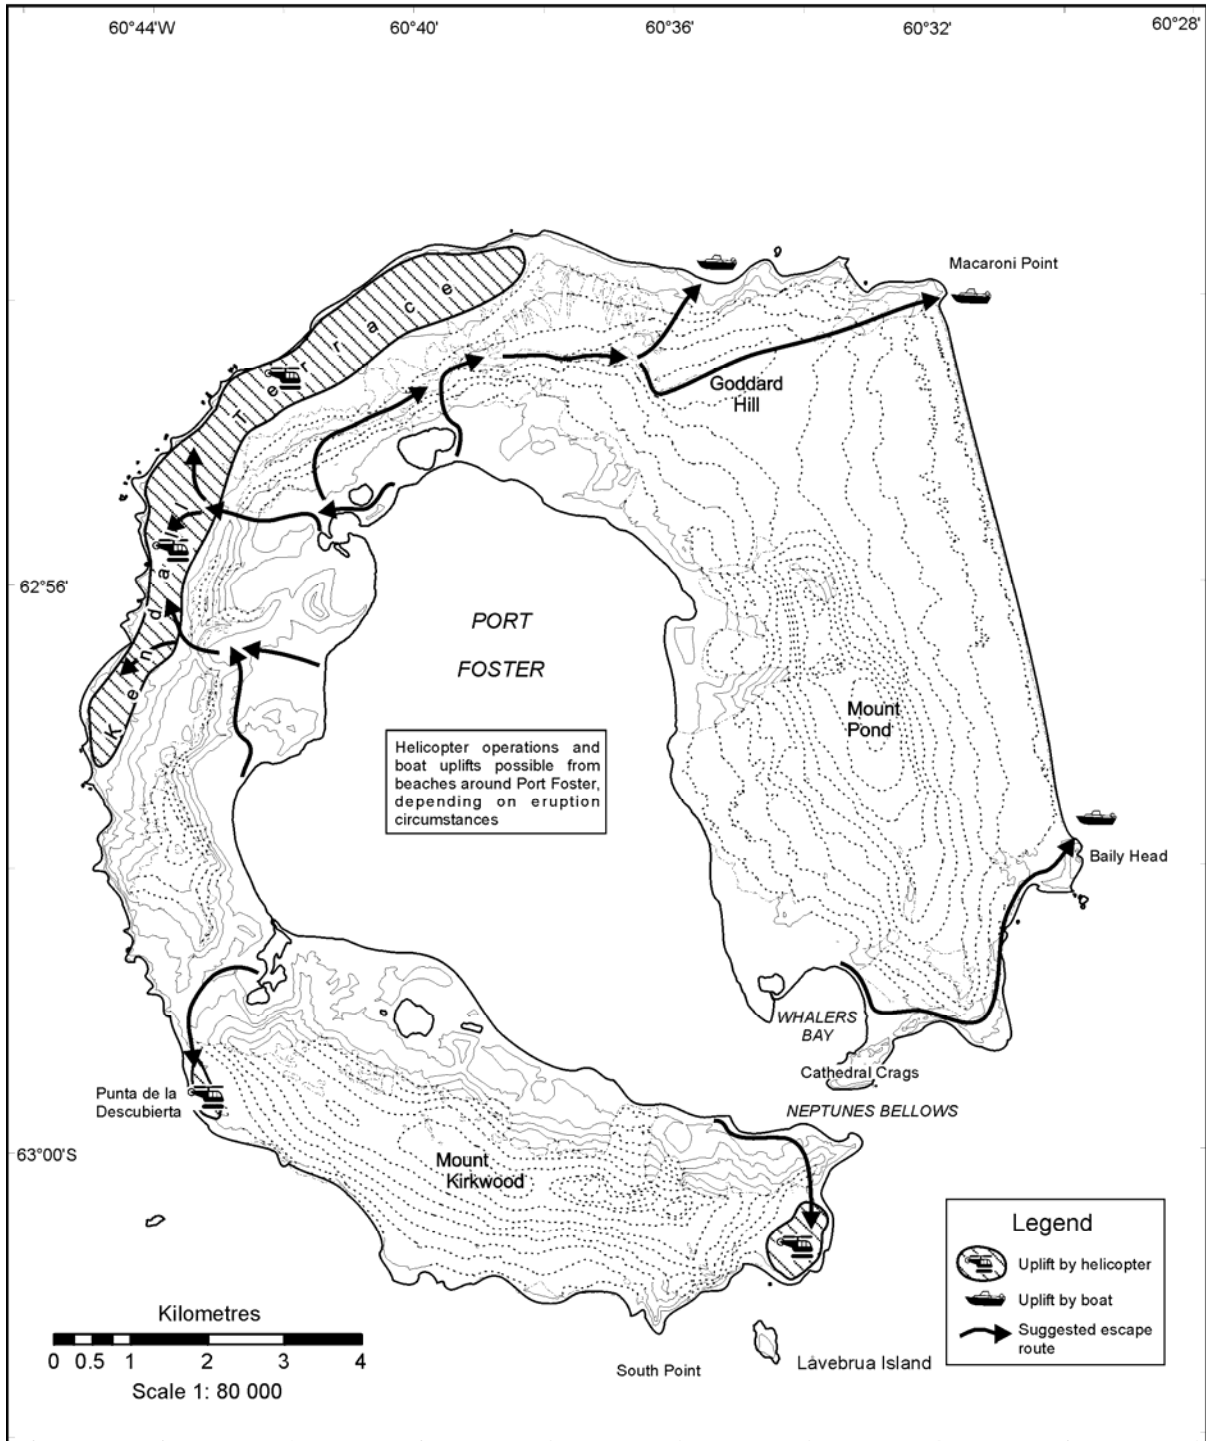 60°44'W
60°40'
60°36'
60°32'
60°28'
Macaroni Point
Kendall Terrace
Goddard
Hill
62°56'
PORT
FOSTER
Mount
Pond
Helicopter operations and
boat uplifts possible from
beaches around Port Foster,
depending on eruption
circumstances
Baily Head
WHALERS
BAY
Cathedral Crags
Punta de la
Descubierta
NEPTUNES BELLOWS
63°00'S
Mount
Kirkwood
Legend
Uplift by helicopter
Uplift by boat
Suggested escape
route
Kilometres
0 0.5 1 2 3 4
Scale 1: 80 000
South Point
Låvebrua Island